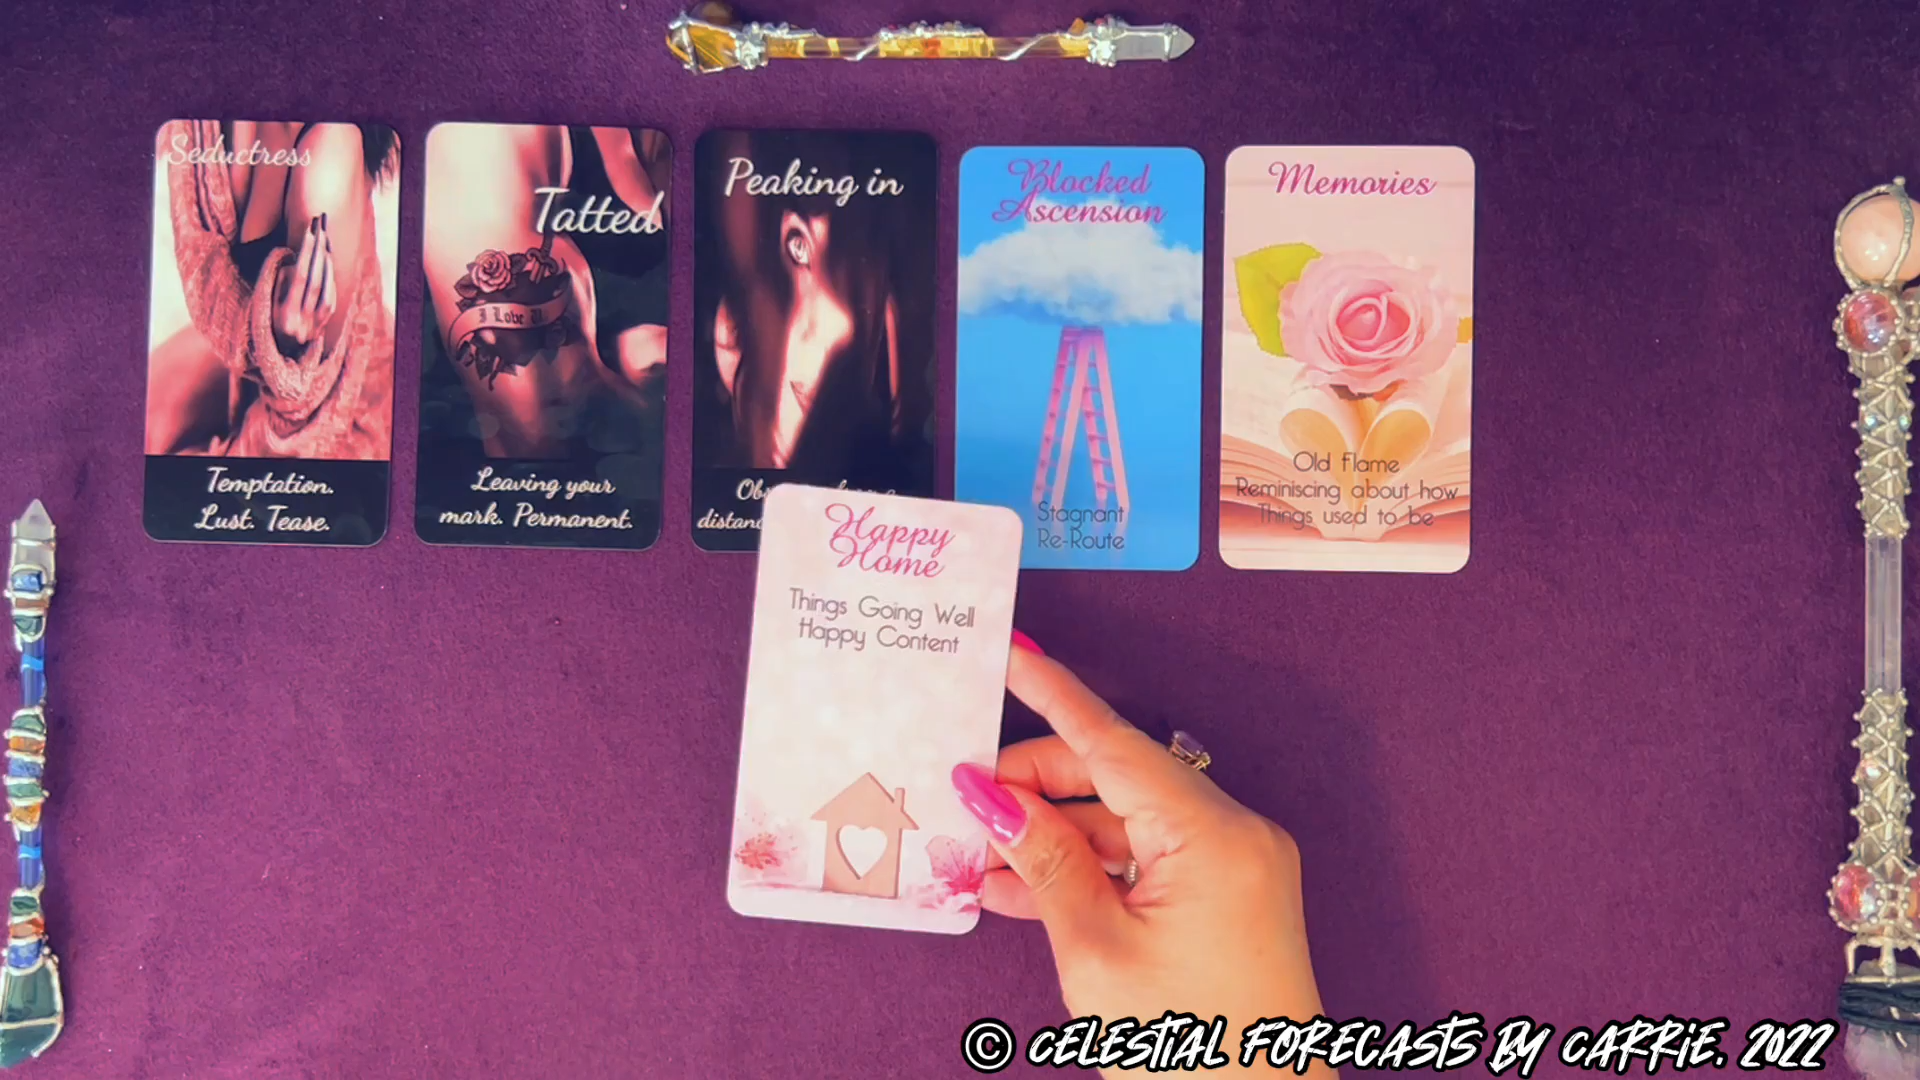 Seductress
Temptation.
Lust. Tease.
Tatted
I Love
Leaving your
mark. Permanent.
Peaking in
Blocked
Ascension
Stagnant
Re-Route
Memories
Old Flame
Reminiscing about how
Things used to be
Happy
Home
Things Going Well
Happy Content
© CELESTIAL FORECASTS BY CARRIE. 2022